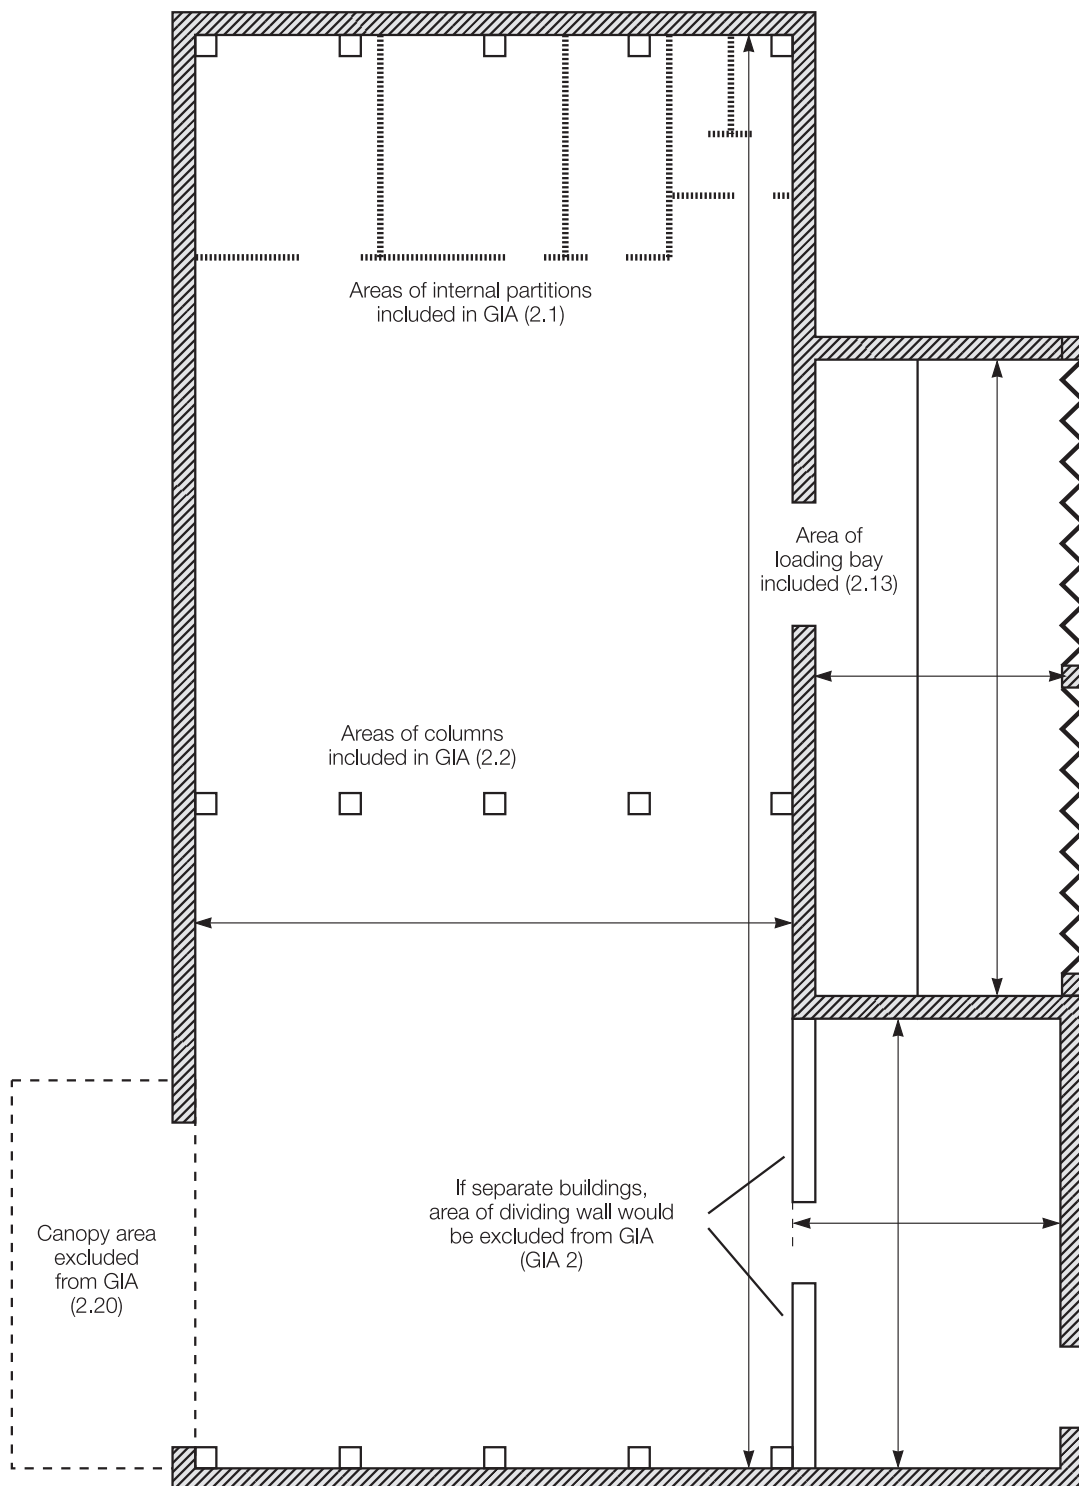 Areas of internal partitions
included in GIA (2.1)
Area of
loading bay
included (2.13)
Areas of columns
included in GIA (2.2)
If separate buildings,
area of dividing wall would
be excluded from GIA
(GIA 2)
Canopy area
excluded
from GIA
(2.20)